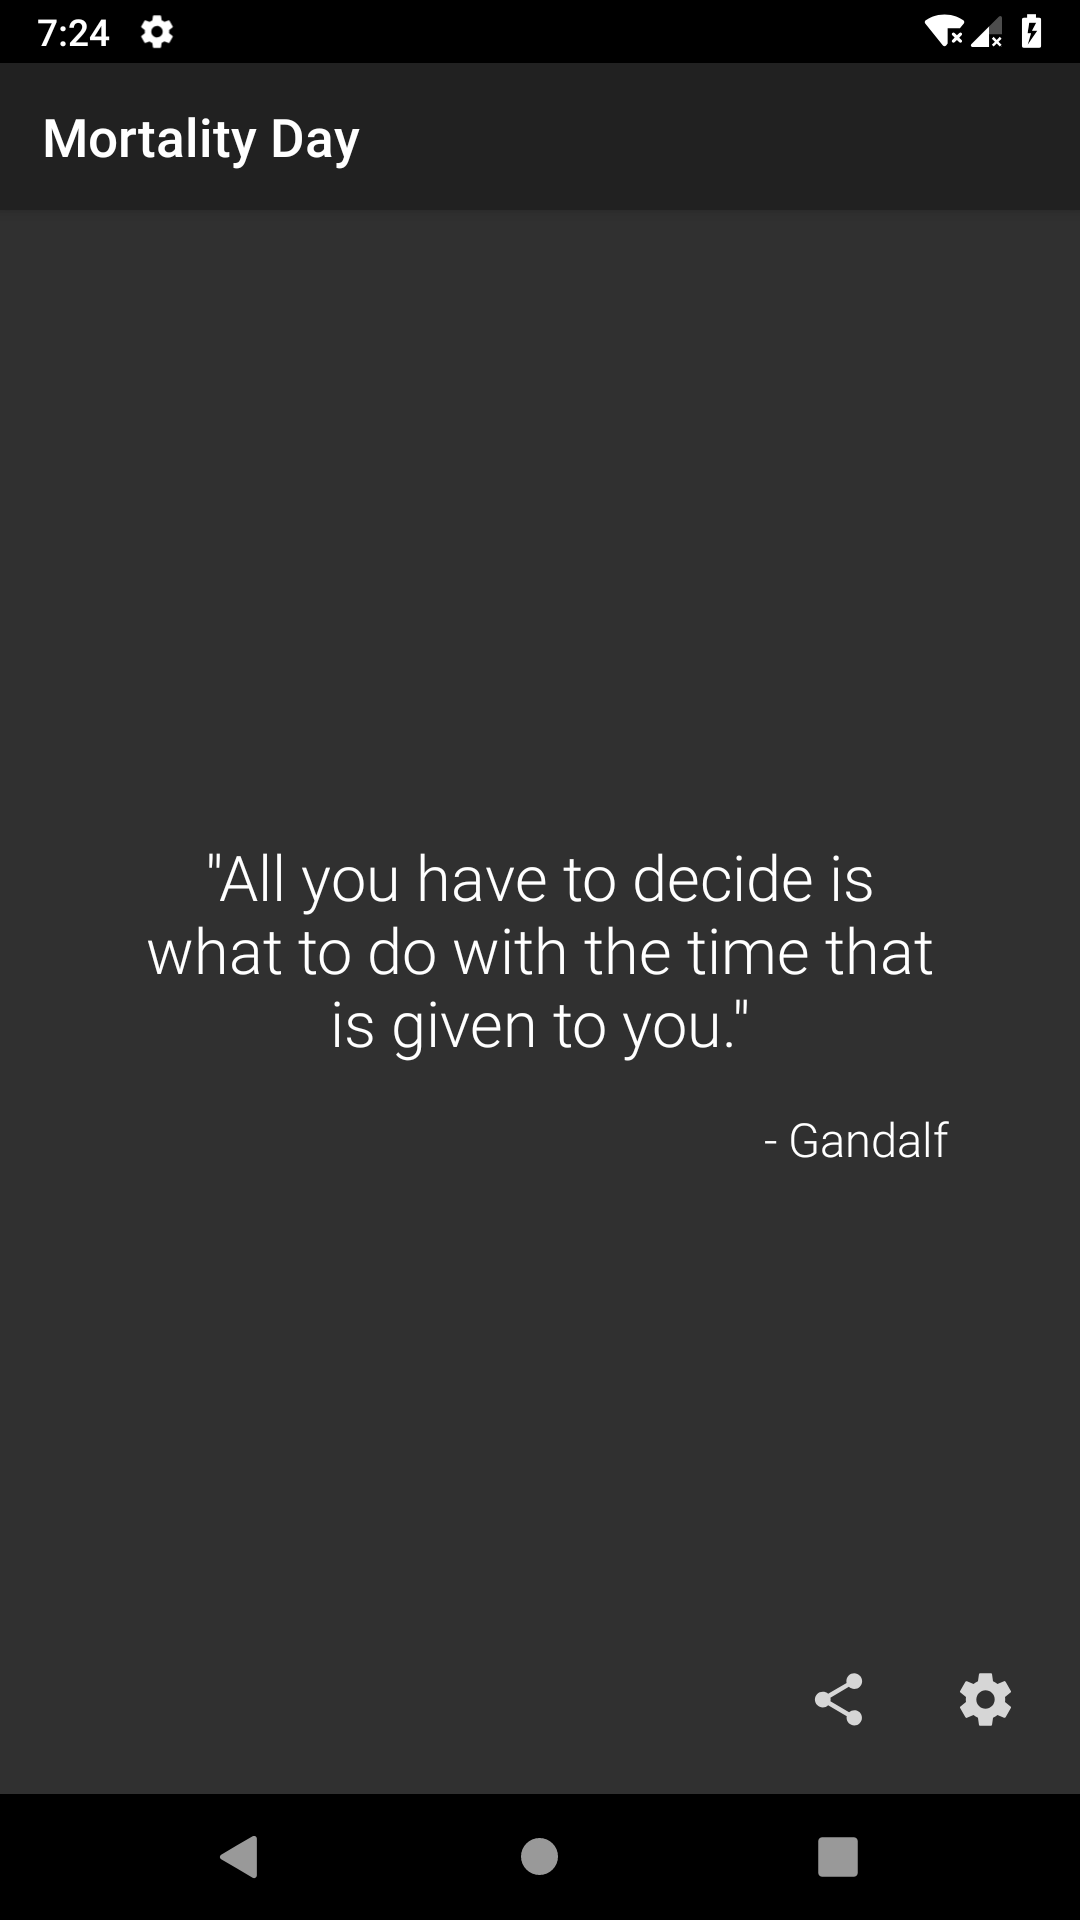 7:24
Mortality Day
"All you have to decide is
what to do with the time that
is given to you."
- Gandalf